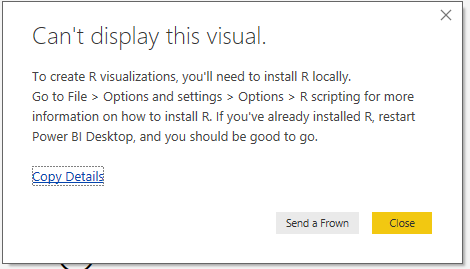 Can't display this visual.
To create R visualizations, you'll need to install R locally.
Go to File > Options and settings > Options > R scripting for more
information on how to install R. If you've already installed R, restart
Power BI Desktop, and you should be good to go.
Copy Details
Send a Frown
Close